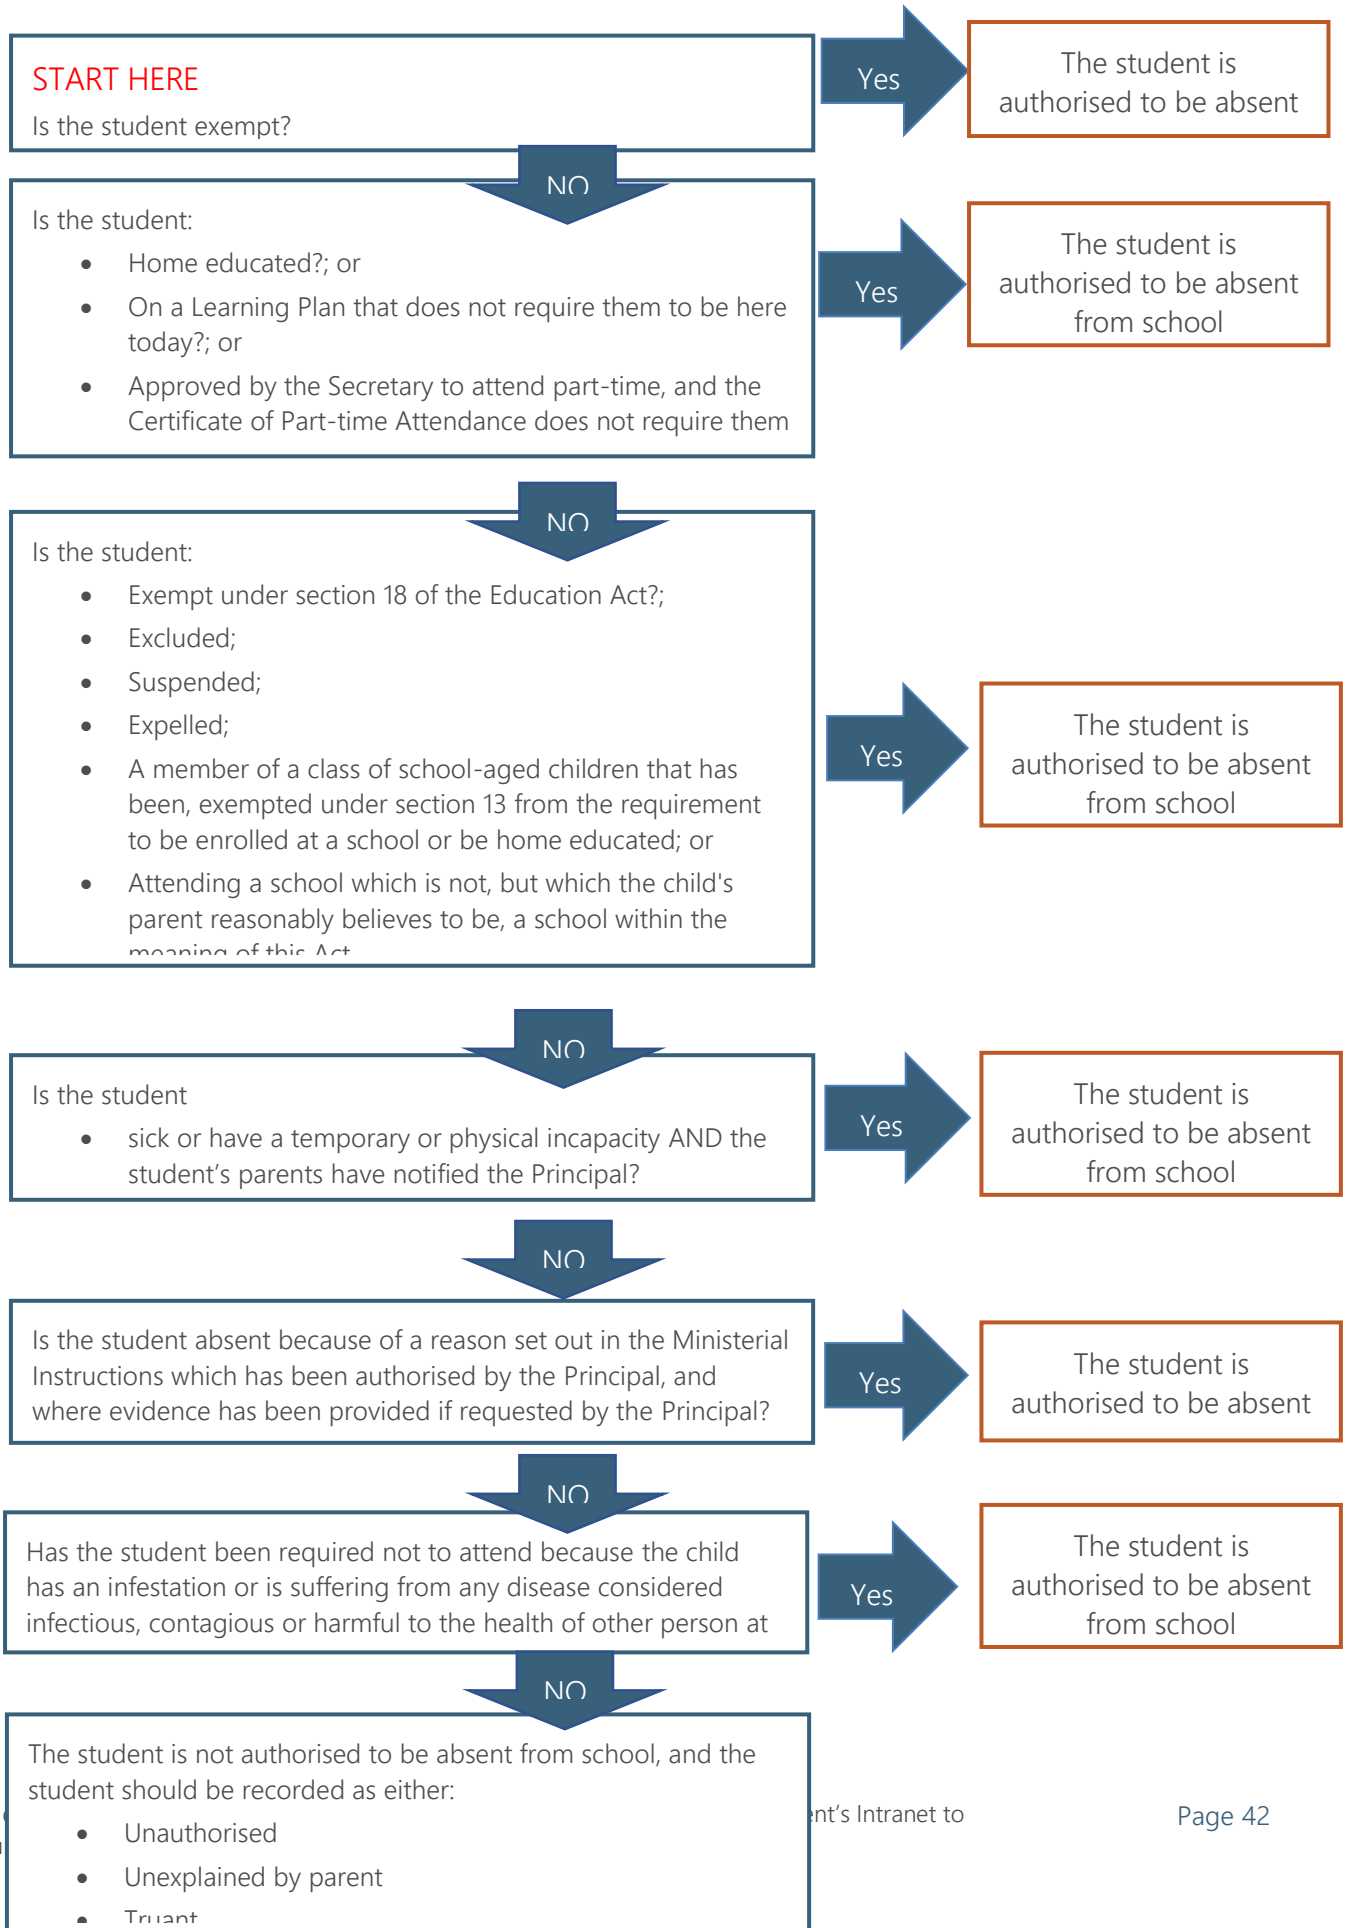 START HERE
Is the student exempt?
Yes
The student is
authorised to be absent
NO
Is the student:
• Home educated?; or
• On a Learning Plan that does not require them to be here
today?; or
• Approved by the Secretary to attend part-time, and the
Certificate of Part-time Attendance does not require them
Yes
The student is
authorised to be absent
from school
NO
Is the student:
• Exempt under section 18 of the Education Act?;
• Excluded;
• Suspended;
• Expelled;
• A member of a class of school-aged children that has
been, exempted under section 13 from the requirement
to be enrolled at a school or be home educated; or
• Attending a school which is not, but which the child's
parent reasonably believes to be, a school within the
meaning of this Act
Yes
The student is
authorised to be absent
from school
NO
Is the student
• sick or have a temporary or physical incapacity AND the
student’s parents have notified the Principal?
Yes
The student is
authorised to be absent
from school
NO
Is the student absent because of a reason set out in the Ministerial
Instructions which has been authorised by the Principal, and
where evidence has been provided if requested by the Principal?
Yes
The student is
authorised to be absent
NO
Has the student been required not to attend because the child
has an infestation or is suffering from any disease considered
infectious, contagious or harmful to the health of other person at
Yes
The student is
authorised to be absent
from school
NO
The student is not authorised to be absent from school, and the
student should be recorded as either:
• Unauthorised
• Unexplained by parent
• Truant
ent’s Intranet to
Page 42